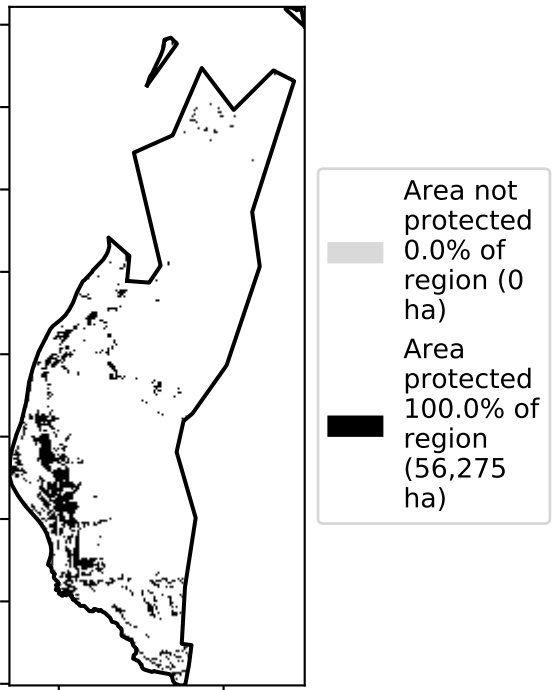 Area not
protected
0.0% of
region (0
ha)
Area
protected
100.0% of
region
(56,275
ha)